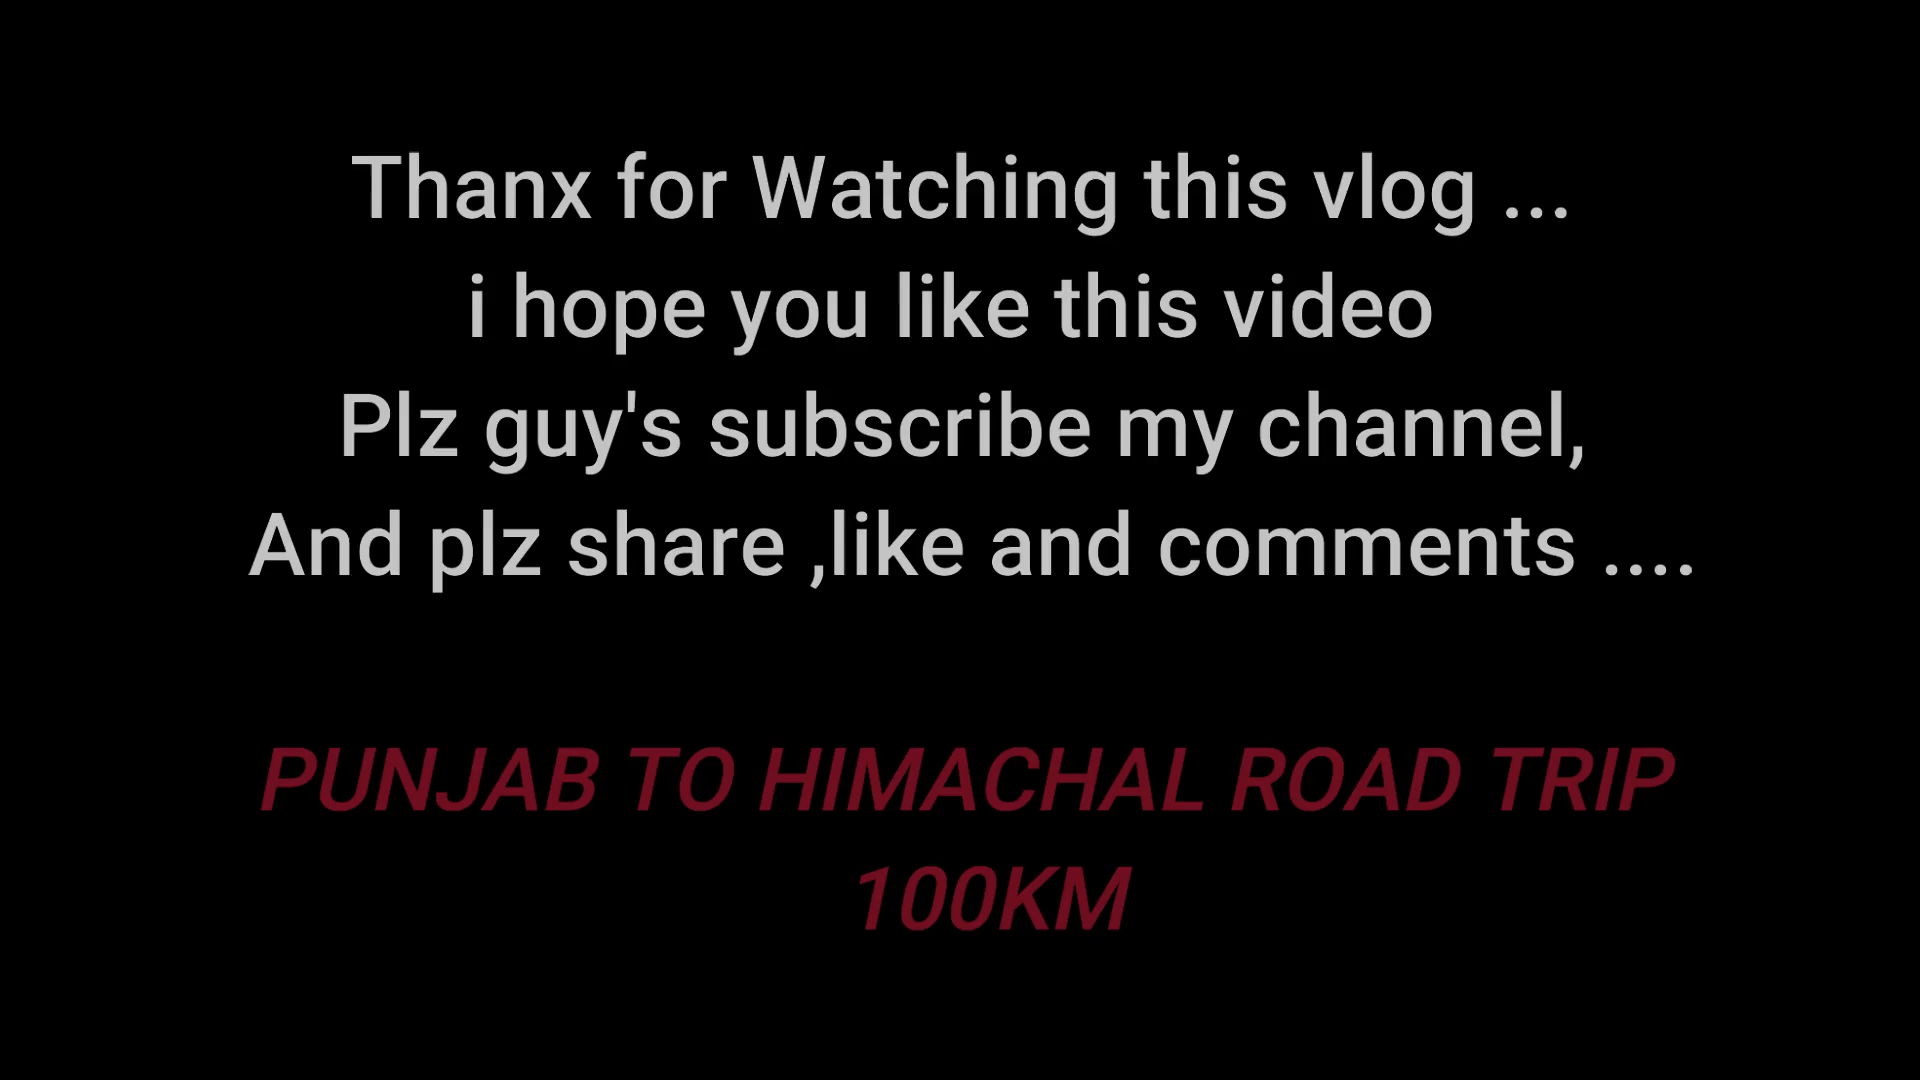 Thanx for Watching this vlog ...
i hope you like this video
Plz guy's subscribe my channel,
And plz share ,like and comments ....
PUNJAB TO HIMACHAL ROAD TRIP
100KM